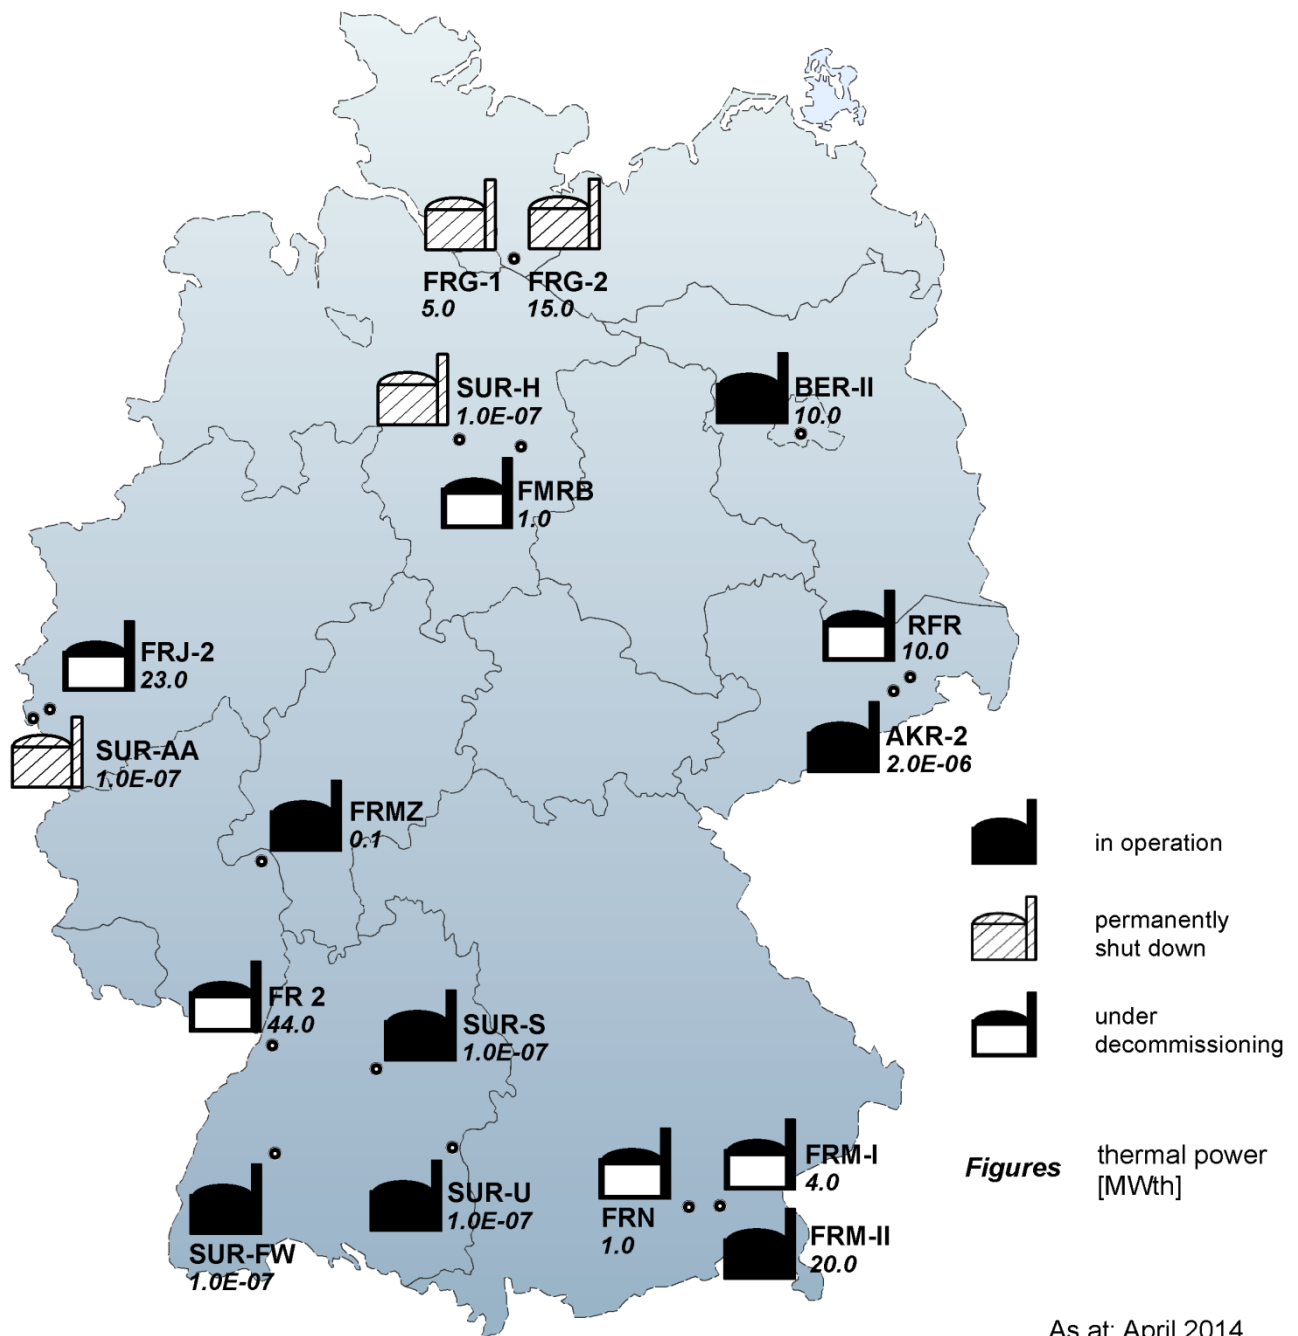 FRG-1
5.0
FRG-2
15.0
SUR-H
1.0E-07
BER-II
10.0
FMRB
1.0
RFR
10.0
FRJ-2
23.0
SUR-AA
1.0E-07
AKR-2
2.0E-06
FRMZ
0.1
in operation
permanently
shut down
FR 2
44.0
SUR-S
1.0E-07
under
decommissioning
FRM-I
4.0
Figures thermal power
[MWth]
SUR-U
1.0E-07
FRN
1.0
SUR-FW
1.0E-07
FRM-II
20.0
As at: April 2014